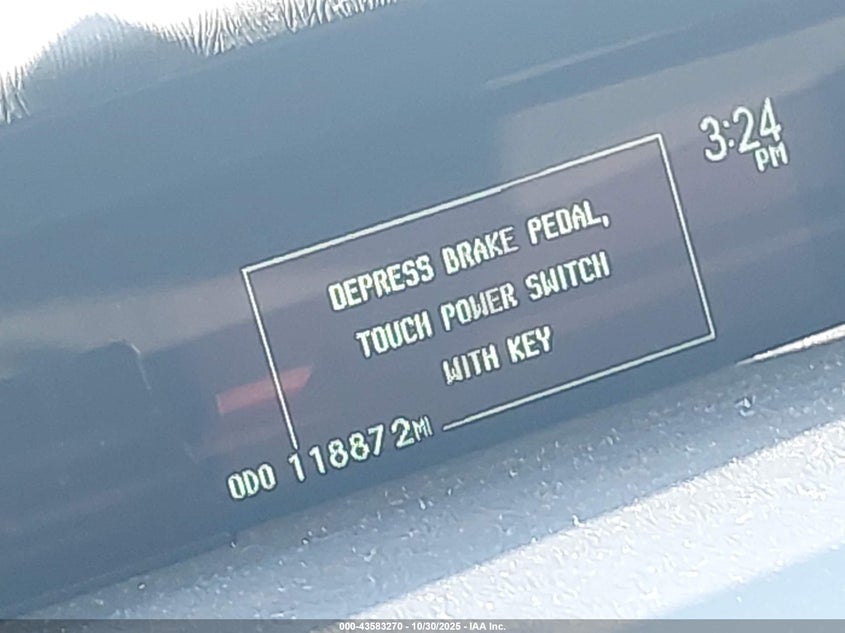 3:24
PM
DEPRESS BRAKE PEDAL,
TOUCH POWER SWITCH
WITH KEY
ODO 118872MI
000-43583270 - 10/30/2025 - IAA Inc.